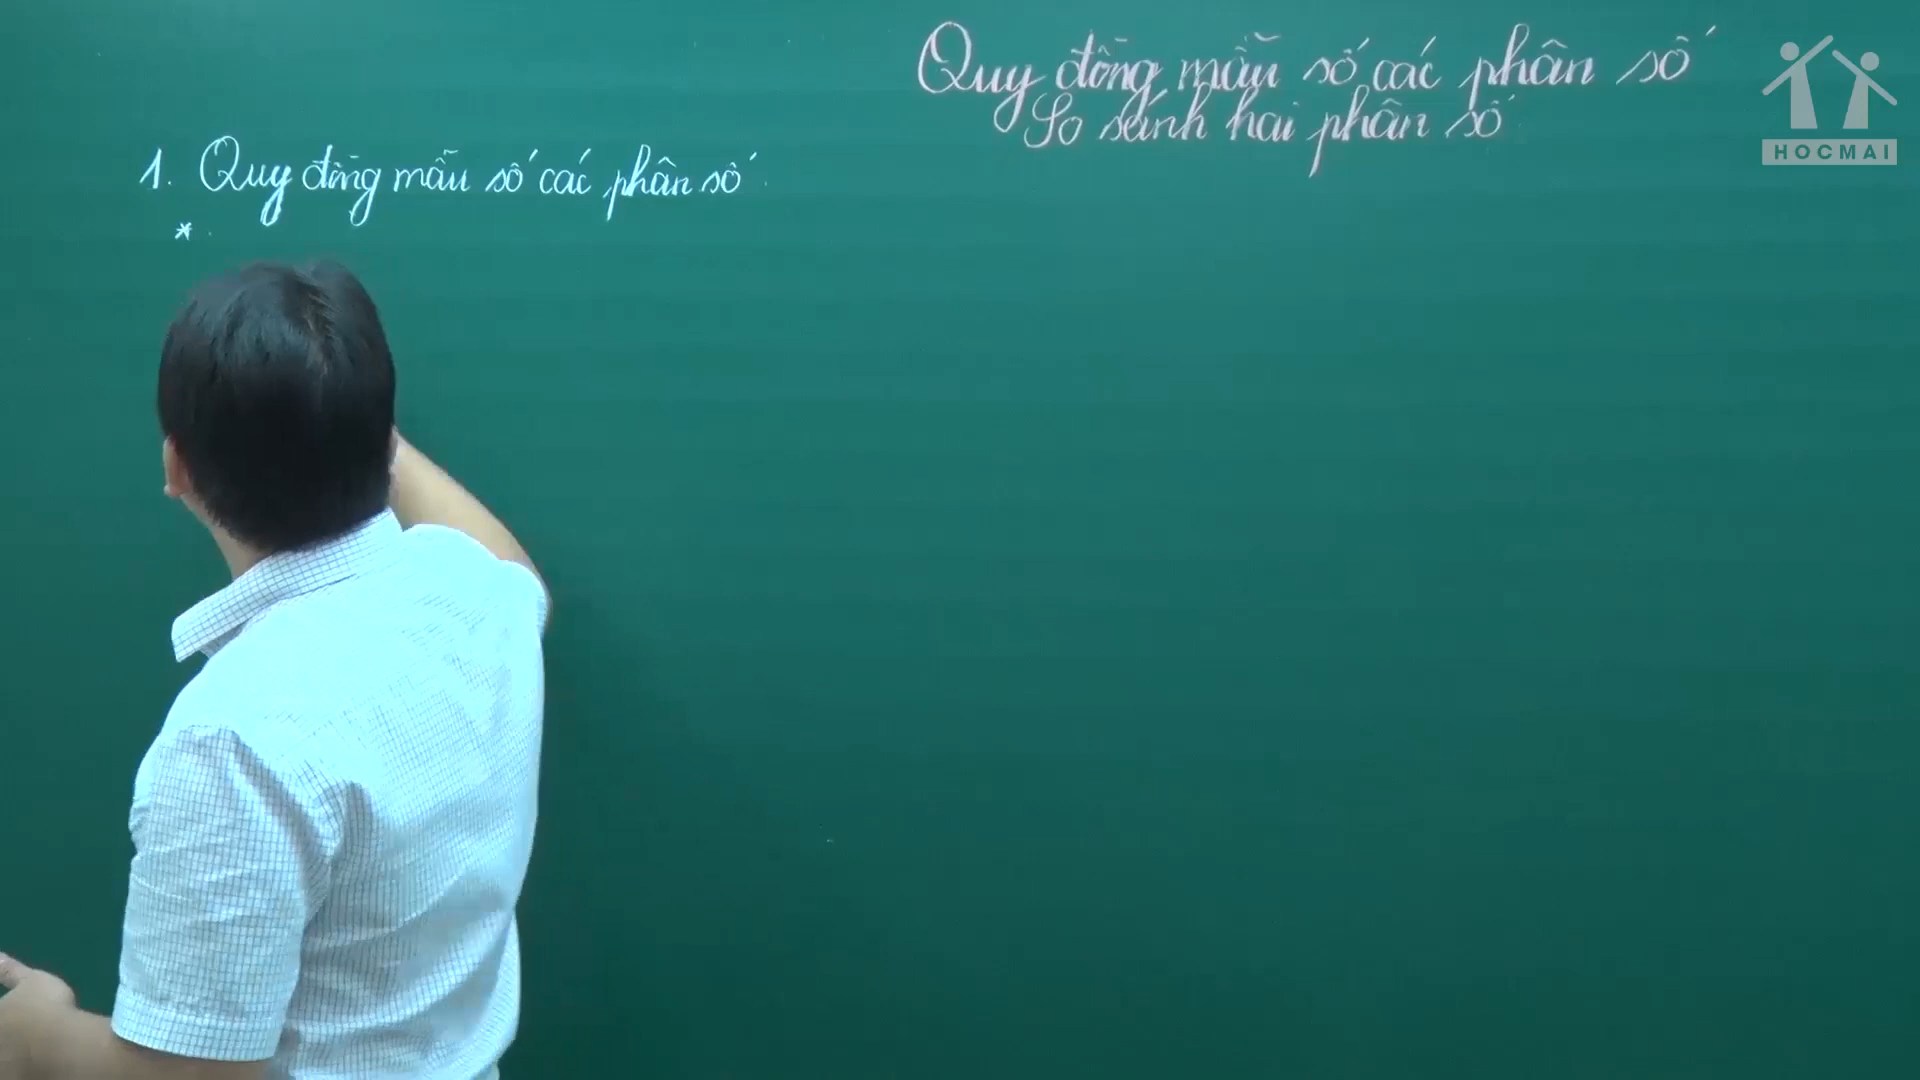 Quy đồng mẫu số các phân số
So sánh hai phân số
HOCMAI
1. Quy đồng mẫu số các phân số
*